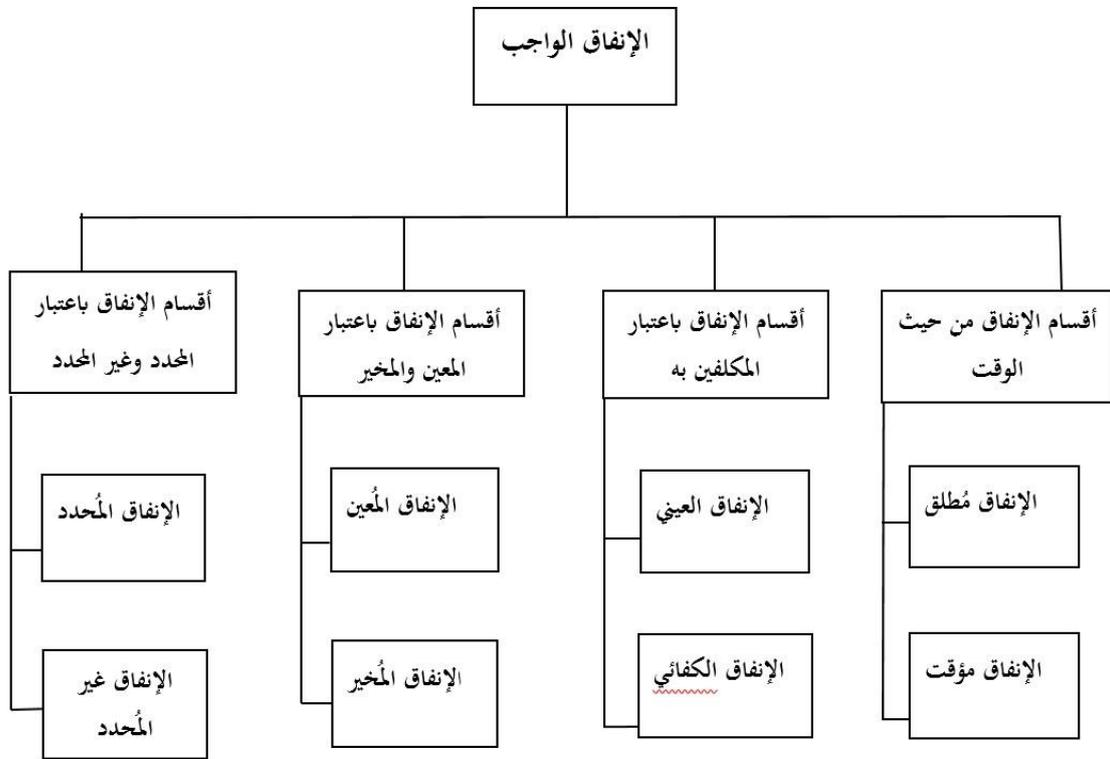 الإنفاق الواجب
أقسام الإنفاق من حيث
الوقت
الإنفاق مُطلق
الإنفاق مؤقت
أقسام الإنفاق باعتبار
المكلفين به
الإنفاق العيني
الإنفاق الكفائي
أقسام الإنفاق باعتبار
المعين والمخير
الإنفاق المُعين
الإنفاق المُخير
أقسام الإنفاق باعتبار
المحدد وغير المحدد
الإنفاق المُحدد
الإنفاق غير
المُحدد